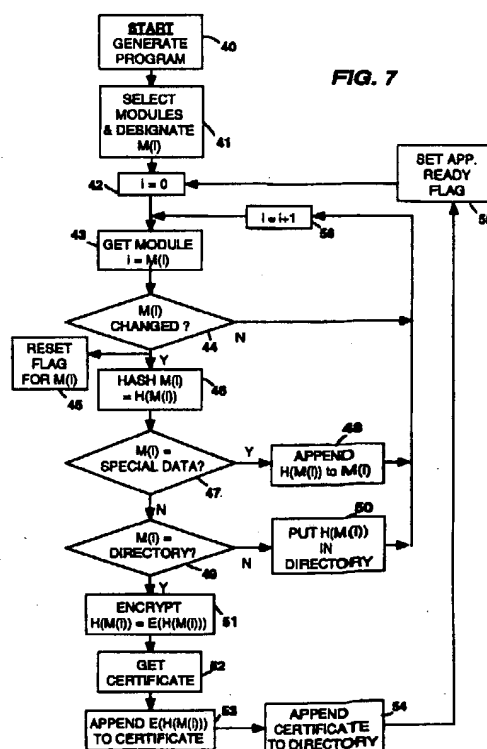 START
GENERATE
PROGRAM
40
FIG. 7
SELECT
MODULES
& DESIGNATE
M(I)
41
SET APP.
READY
FLAG
42
i = 0
i = i+1
56
43
GET MODULE
i = M(I)
M(I)
CHANGED ?
44
N
RESET
FLAG
FOR M(I)
45
Y
HASH M(I)
= H(M(I))
46
M(I) =
SPECIAL DATA?
47
Y
48
APPEND
H(M(I)) to M(I)
N
M(I) =
DIRECTORY?
49
N
50
PUT H(M(I))
IN
DIRECTORY
Y
ENCRYPT
H(M(I)) = E(H(M(I)))
51
GET
CERTIFICATE
52
APPEND E(H(M(I)))
TO CERTIFICATE
53
APPEND
CERTIFICATE
TO DIRECTORY
54